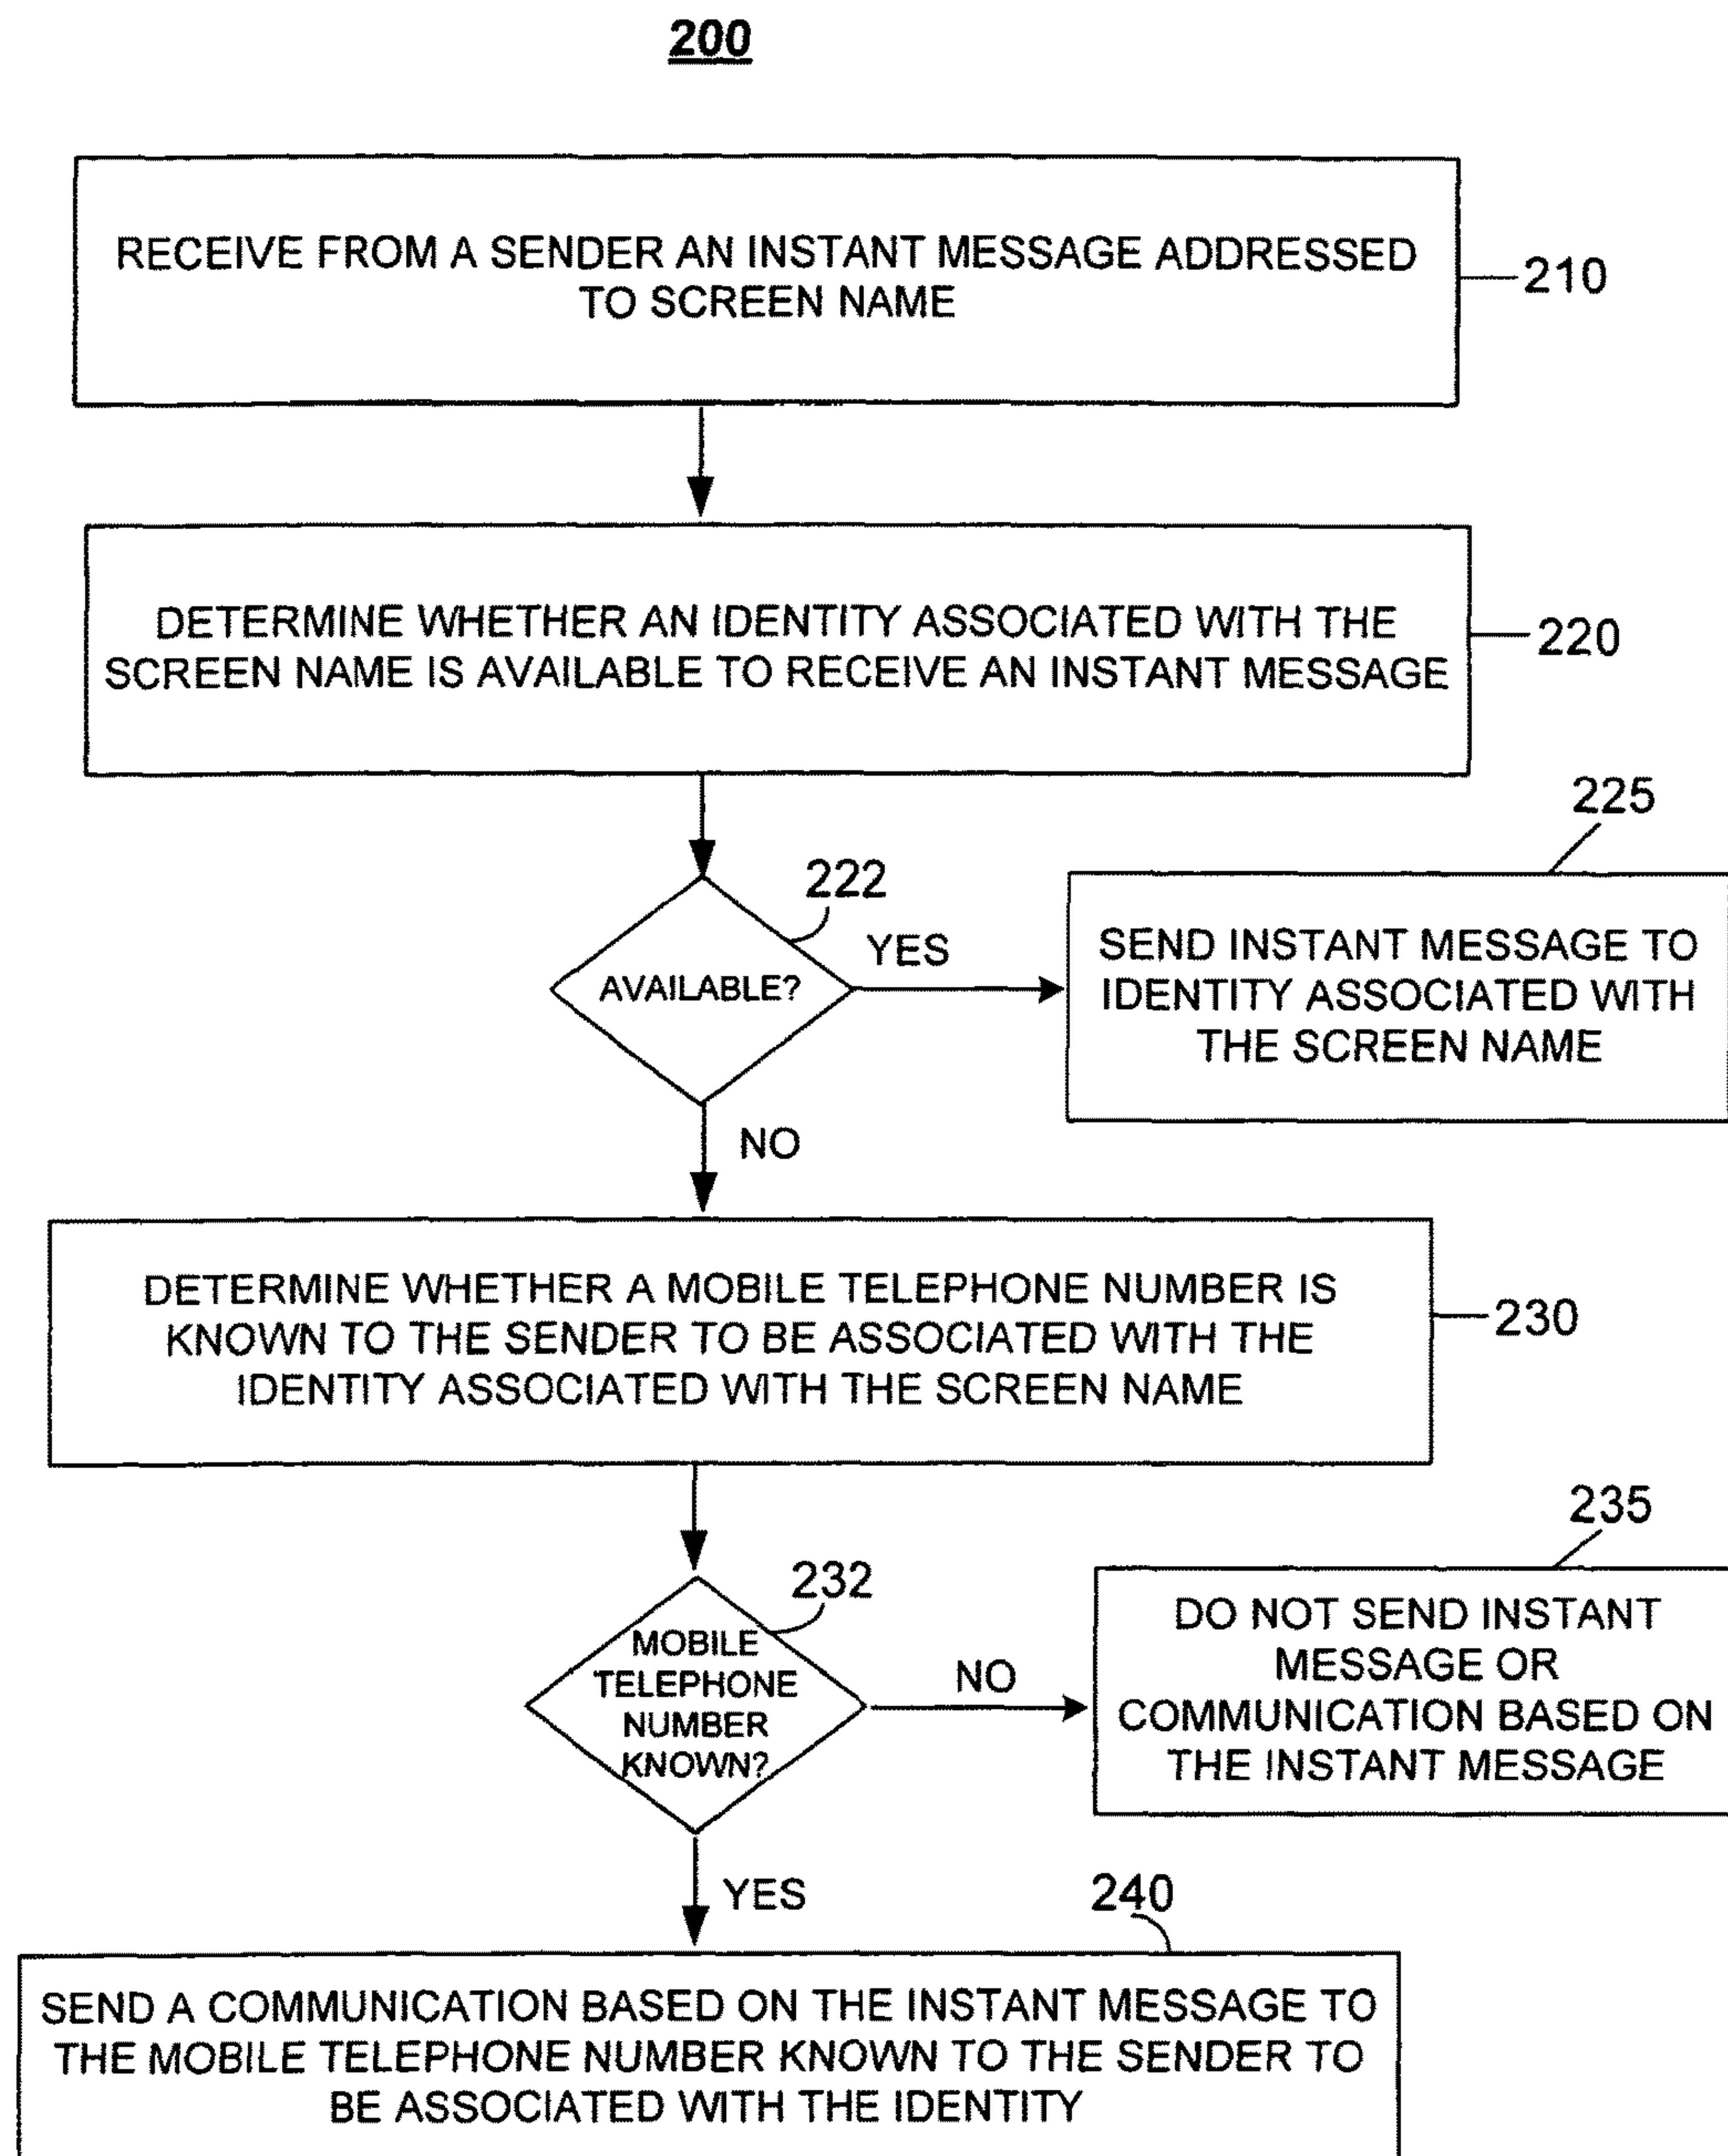 200
RECEIVE FROM A SENDER AN INSTANT MESSAGE ADDRESSED
TO SCREEN NAME
210
DETERMINE WHETHER AN IDENTITY ASSOCIATED WITH THE
SCREEN NAME IS AVAILABLE TO RECEIVE AN INSTANT MESSAGE
220
225
222
AVAILABLE?
YES
SEND INSTANT MESSAGE TO
IDENTITY ASSOCIATED WITH
THE SCREEN NAME
NO
DETERMINE WHETHER A MOBILE TELEPHONE NUMBER IS
KNOWN TO THE SENDER TO BE ASSOCIATED WITH THE
IDENTITY ASSOCIATED WITH THE SCREEN NAME
230
235
232
MOBILE
TELEPHONE
NUMBER
KNOWN?
NO
DO NOT SEND INSTANT
MESSAGE OR
COMMUNICATION BASED ON
THE INSTANT MESSAGE
YES
240
SEND A COMMUNICATION BASED ON THE INSTANT MESSAGE TO
THE MOBILE TELEPHONE NUMBER KNOWN TO THE SENDER TO
BE ASSOCIATED WITH THE IDENTITY